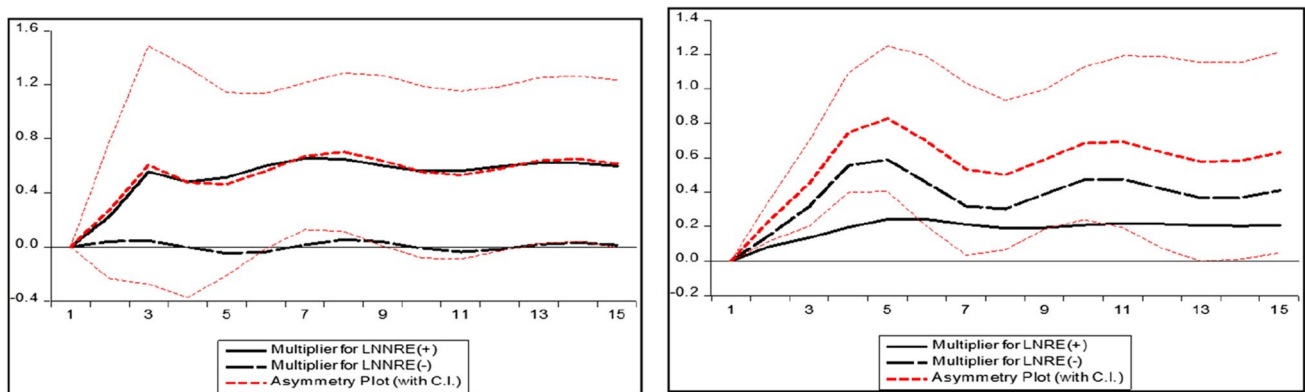 1.6
1.2
0.8
0.4
0.0
-0.4
1 3 5 7 9 11 13 15
Multiplier for LNNRE(+)
Multiplier for LNNRE(-)
Asymmetry Plot (with C.I.)
1.4
1.2
1.0
0.8
0.6
0.4
0.2
0.0
-0.2
1 3 5 7 9 11 13 15
Multiplier for LNRE(+)
Multiplier for LNRE(-)
Asymmetry Plot (with C.I.)